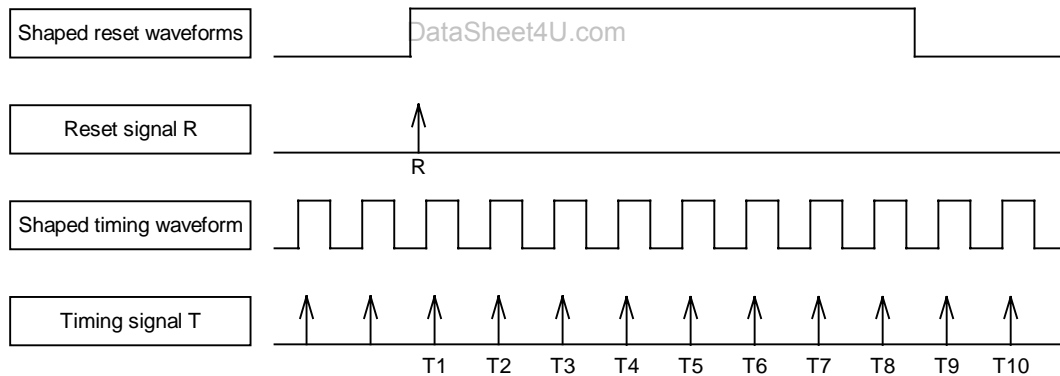 Shaped reset waveforms
DataSheet4U.com
Reset signal R
R
Shaped timing waveform
Timing signal T
T1 T2 T3 T4 T5 T6 T7 T8 T9 T10